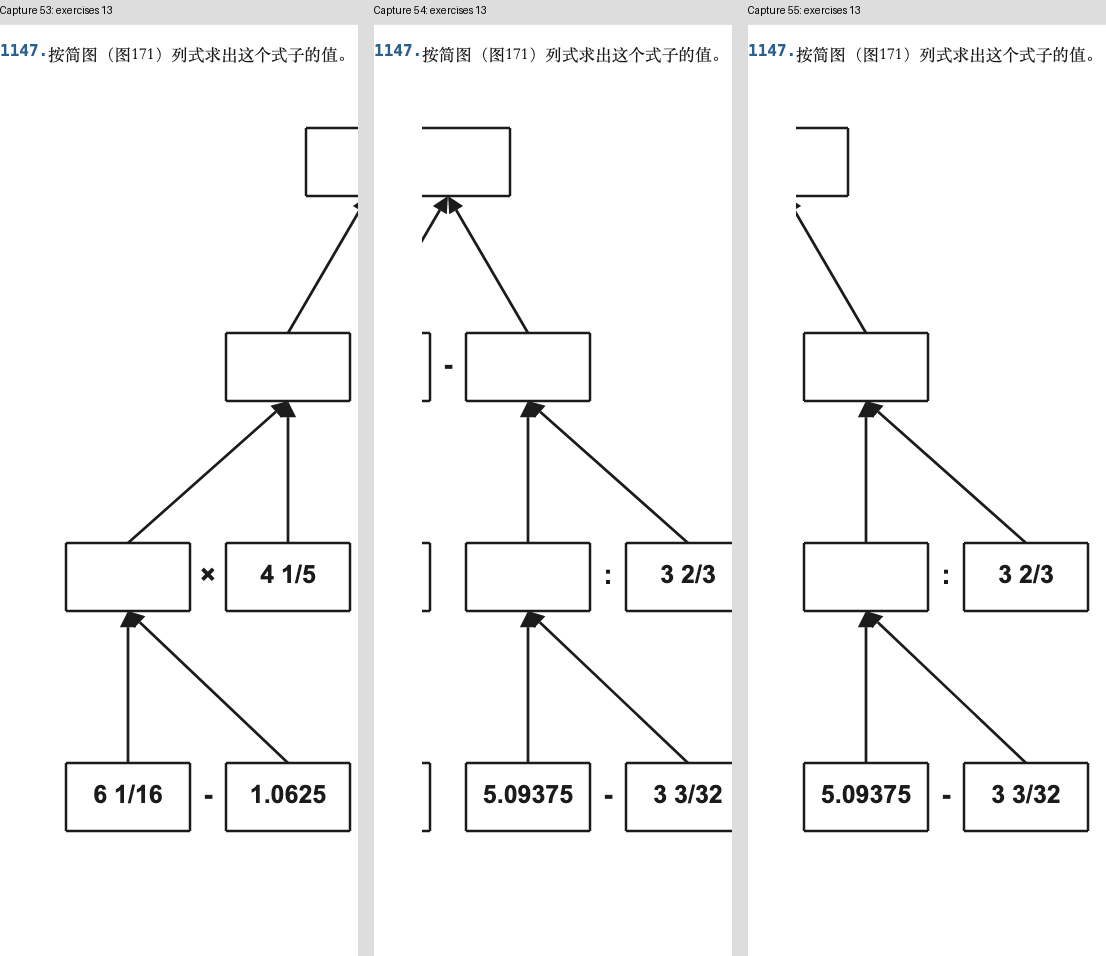 Capture 53: exercises 13
1147. 按简图（图171）列式求出这个式子的值。
× 4 1/5
6 1/16 - 1.0625
Capture 54: exercises 13
1147. 按简图（图171）列式求出这个式子的值。
-
: 3 2/3
5.09375 - 3 3/32
Capture 55: exercises 13
1147. 按简图（图171）列式求出这个式子的值。
: 3 2/3
5.09375 - 3 3/32